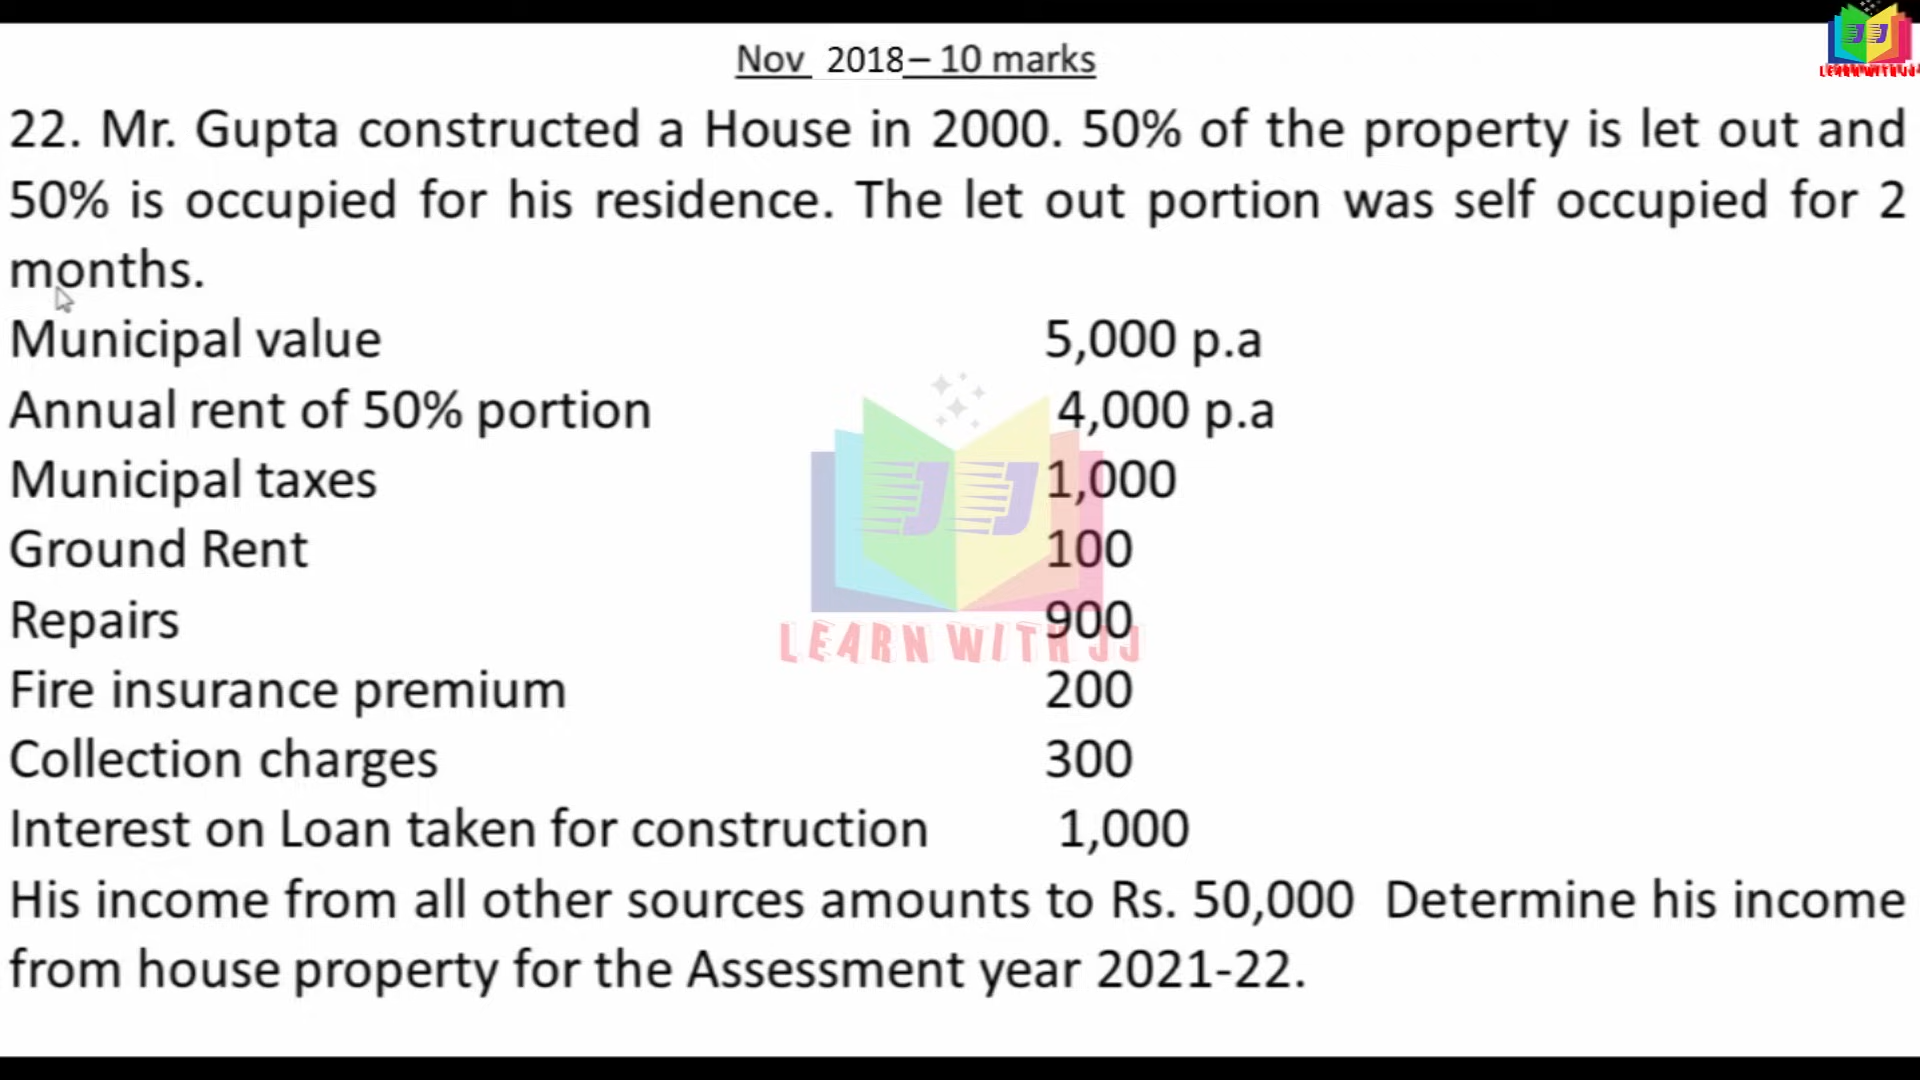 Nov 2018 – 10 marks
22. Mr. Gupta constructed a House in 2000. 50% of the property is let out and
50% is occupied for his residence. The let out portion was self occupied for 2
months.
Municipal value 5,000 p.a
Annual rent of 50% portion 4,000 p.a
Municipal taxes 1,000
Ground Rent 100
Repairs 900
Fire insurance premium 200
Collection charges 300
Interest on Loan taken for construction 1,000
His income from all other sources amounts to Rs. 50,000 Determine his income
from house property for the Assessment year 2021-22.
JJ
LEARN WITH JJ
JJ
LEARN WITH JJ